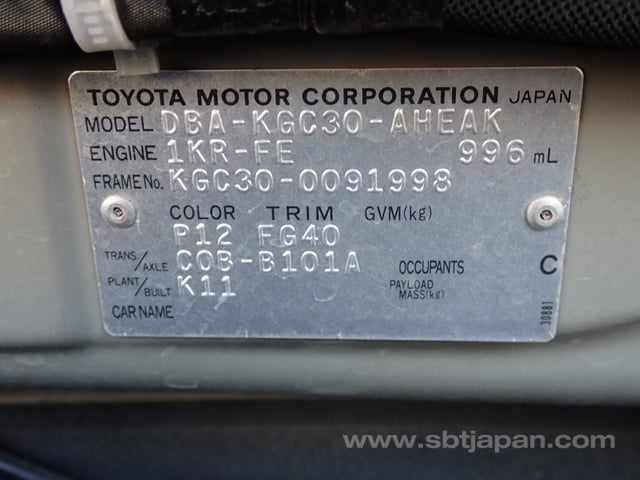 TOYOTA MOTOR CORPORATION JAPAN
MODEL DBA-KGC30-AHEAK
ENGINE 1KR-FE 996 mL
FRAME No. KGC30-0091998
COLOR TRIM GVM(kg)
P12 FG40
TRANS/AXLE C0B-B101A OCCUPANTS C
PLANT/BUILT K11 PAYLOAD MASS(kg)
CAR NAME
30881
www.sbtjapan.com